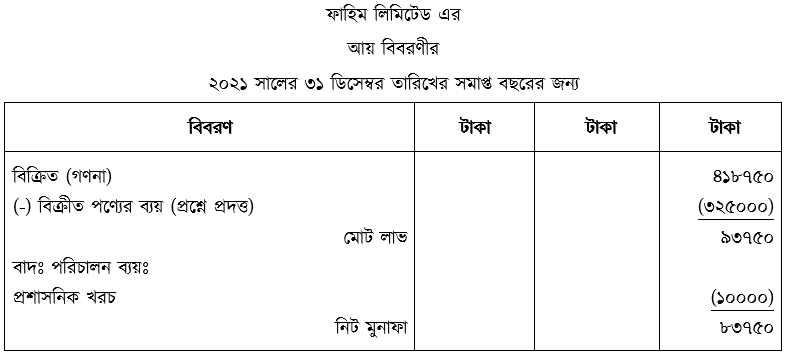 ফাহিম লিমিটেড এর
আয় বিবরণীর
২০২১ সালের ৩১ ডিসেম্বর তারিখের সমাপ্ত বছরের জন্য
বিবরণ টাকা টাকা টাকা
বিক্রিত (গণনা) ৪১৮৭৫০
(-) বিক্রীত পণ্যের ব্যয় (প্রশ্নে প্রদত্ত) (৩২৫০০০)
মোট লাভ ৯৩৭৫০
বাদঃ পরিচালন ব্যয়ঃ
প্রশাসনিক খরচ (১০০০০)
নিট মুনাফা ৮৩৭৫০